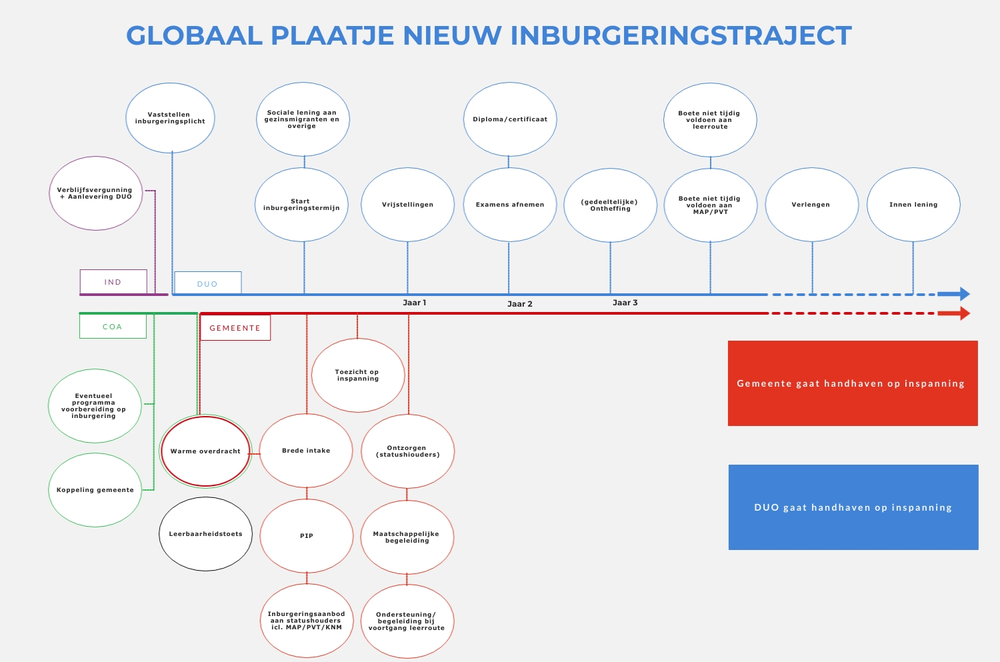 GLOBAAL PLAATJE NIEUW INBURGERINGSTRAJECT
Vaststellen
inburgeringsplicht
Sociale lening aan
gezinsmigranten en
overige
Diploma/certificaat
Boete niet tijdig
voldoen aan
leerroute
Verblijfsvergunning
+ Aanlevering DUO
Start
inburgeringstermijn
Vrijstellingen
Examens afnemen
(gedeeltelijke)
Ontheffing
Boete niet tijdig
voldoen aan
MAP/PVT
Verlengen
Innen lening
IND
DUO
Jaar 1
Jaar 2
Jaar 3
COA
GEMEENTE
Toezicht op
inspanning
Gemeente gaat handhaven op inspanning
Eventueel
programma
voorbereiding op
inburgering
Warme overdracht
Brede intake
Ontzorgen
(statushiouders)
Koppeling gemeente
DUO gaat handhaven op inspanning
Leerbaarheidstoets
PIP
Maatschappelijke
begeleiding
Inburgeringsaanbod
aan statushouders
icl. MAP/PVT/KNM
Ondersteuning/
begeleiding bij
voortgang leerroute